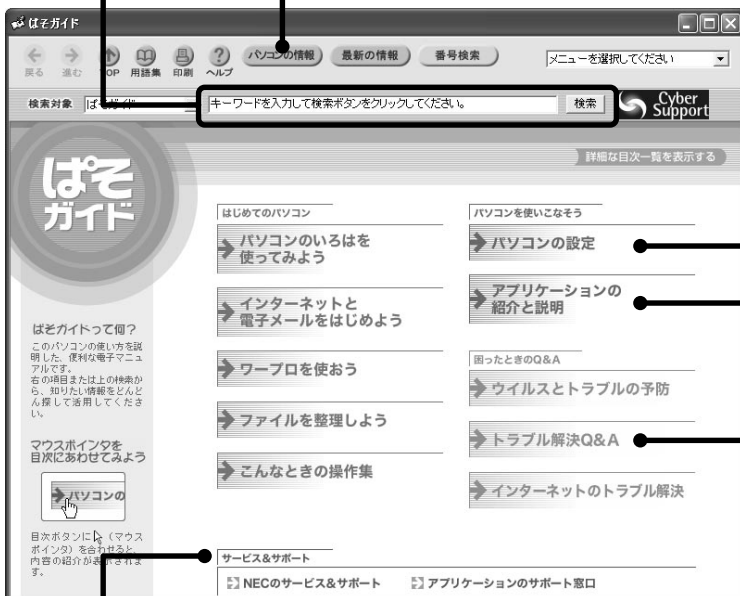 ぱそガイド
戻る 進む TOP 用語集 印刷 ヘルプ パソコンの情報 最新の情報 番号検索 メニューを選択してください
検索対象 ぱそガイド キーワードを入力して検索ボタンをクリックしてください。 検索 Cyber Support
詳細な目次一覧を表示する
ぱそ
ガイド
はじめてのパソコン
パソコンのいろはを
使ってみよう
インターネットと
電子メールをはじめよう
ワープロを使おう
ファイルを整理しよう
こんなときの操作集
パソコンを使いこなそう
パソコンの設定
アプリケーションの
紹介と説明
困ったときのQ&A
ウイルスとトラブルの予防
トラブル解決Q&A
インターネットのトラブル解決
ぱそガイドって何?
このパソコンの使い方を説
明した、便利な電子マニュ
アルです。
右の項目または上の検索か
ら、知りたい情報をどんど
ん探して活用してくださ
い。
マウスポインタを
目次にあわせてみよう
パソコンの
目次ボタンに (マウス
ポインタ)を合わせると、
内容の紹介が表示されま
す。
サービス&サポート
NECのサービス&サポート アプリケーションのサポート窓口